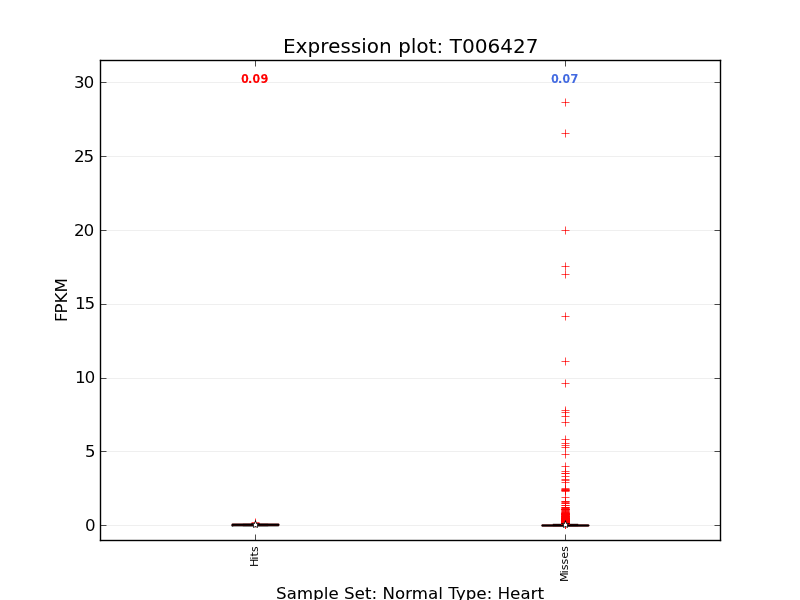 Expression plot: T006427
0.09
0.07
30
25
20
15
10
5
0
FPKM
Hits
Misses
Sample Set: Normal Type: Heart